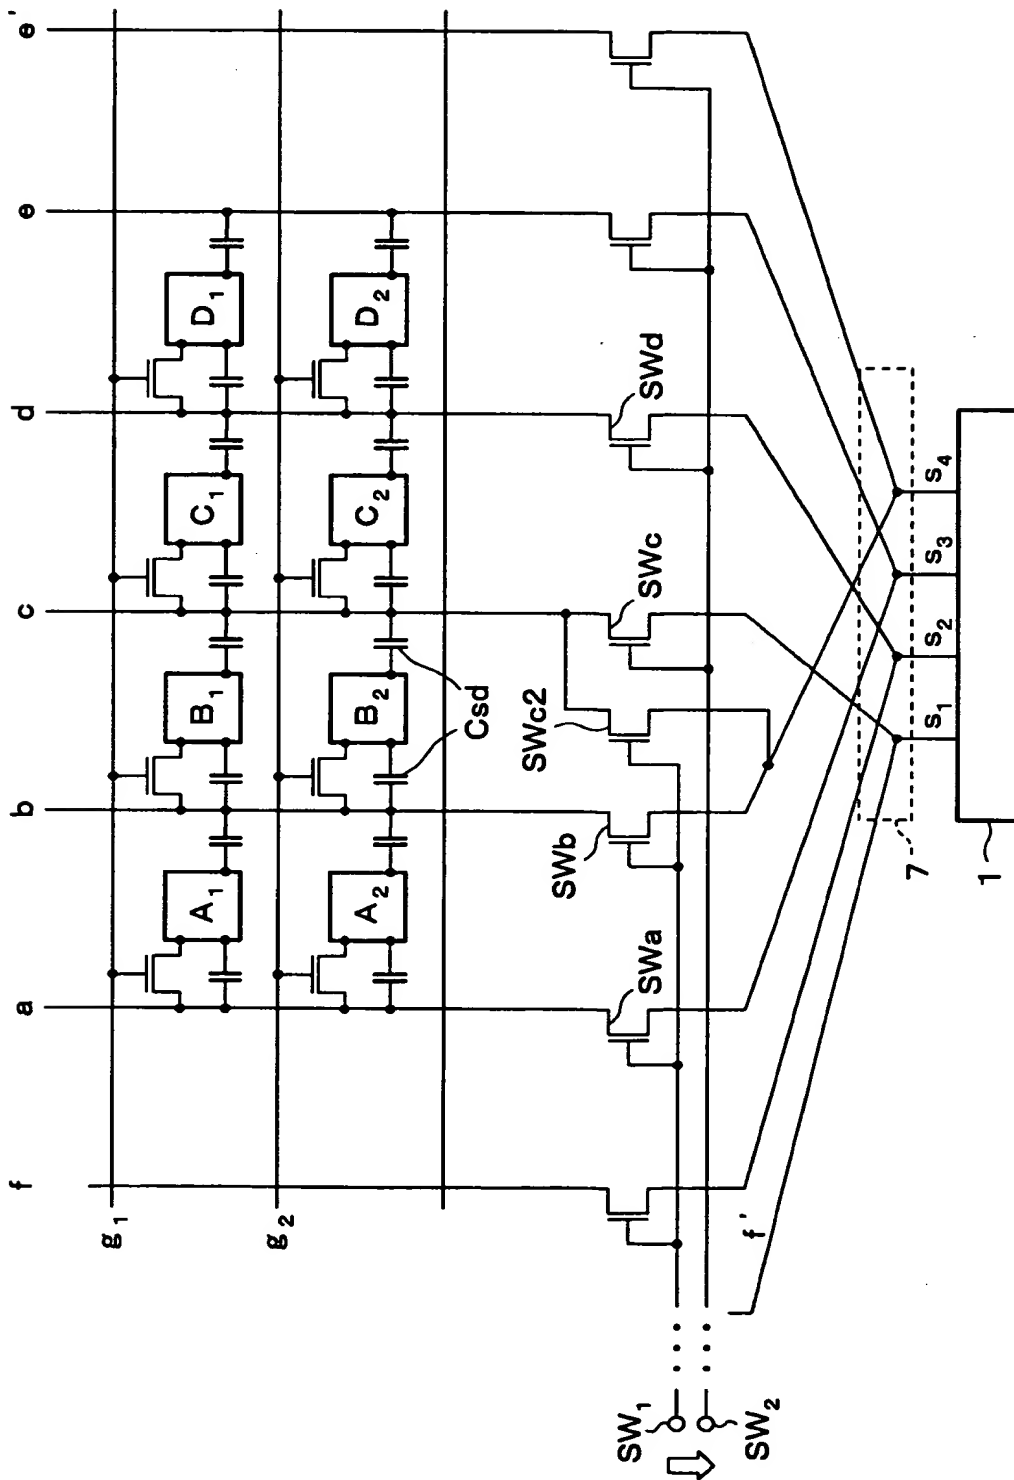 f a b c d e e'
g₁
A₁ B₁ C₁ D₁
g₂
A₂ B₂ C₂ D₂
Csd
SWa SWb SWc2 SWc SWd
SW₁
SW₂
f'
7
s₁ s₂ s₃ s₄
1